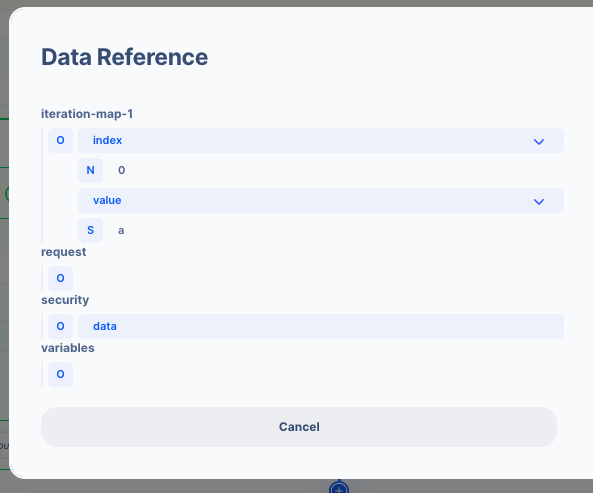 Data Reference
iteration-map-1
O index
N 0
value
S a
request
O
security
O data
variables
O
Cancel